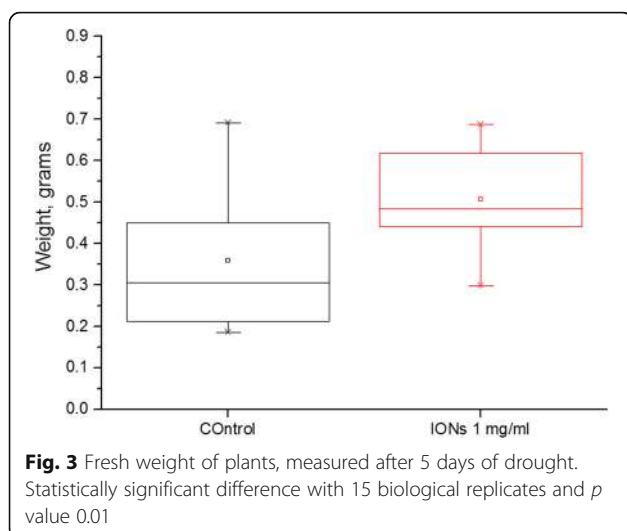 0.9
0.8
0.7
0.6
0.5
0.4
0.3
0.2
0.1
0.0
Weight, grams
COntrol IONs 1 mg/ml
Fig. 3 Fresh weight of plants, measured after 5 days of drought.
Statistically significant difference with 15 biological replicates and p
value 0.01